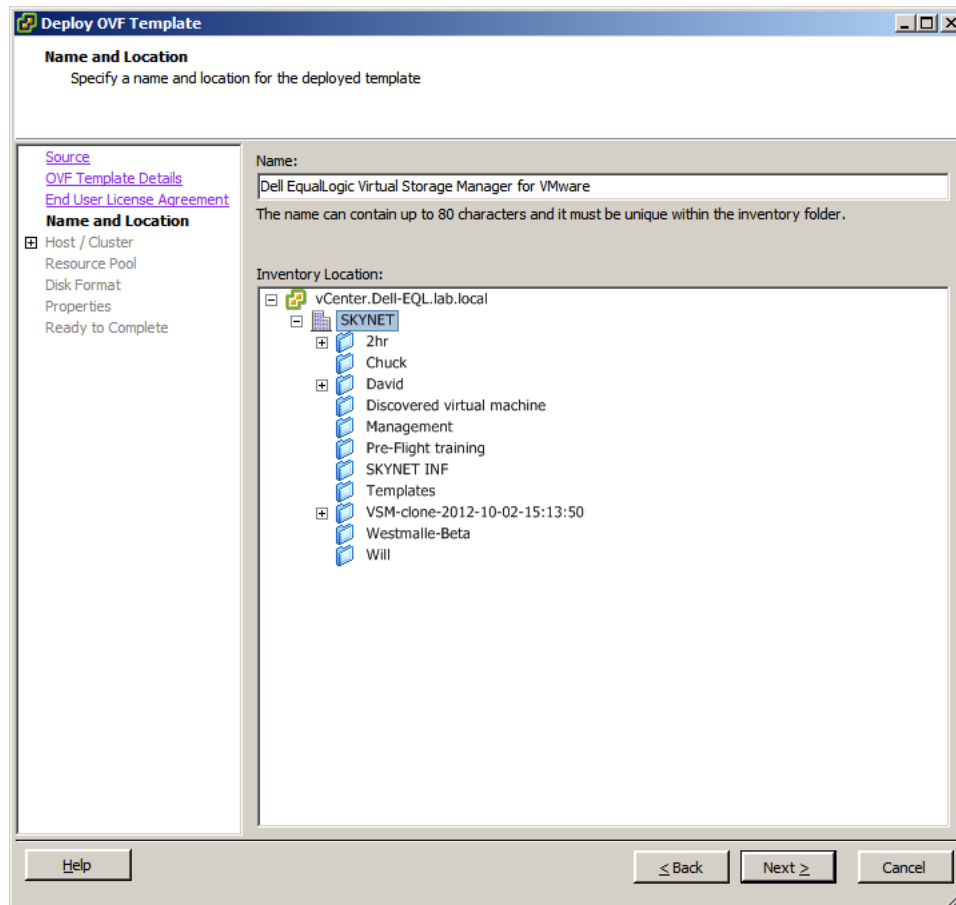 Deploy OVF Template
Name and Location
Specify a name and location for the deployed template
Source
OVF Template Details
End User License Agreement
Name and Location
Host / Cluster
Resource Pool
Disk Format
Properties
Ready to Complete
Name:
Dell EqualLogic Virtual Storage Manager for VMware
The name can contain up to 80 characters and it must be unique within the inventory folder.
Inventory Location:
vCenter.Dell-EQL.lab.local
SKYNET
2hr
Chuck
David
Discovered virtual machine
Management
Pre-Flight training
SKYNET INF
Templates
VSM-clone-2012-10-02-15:13:50
Westmalle-Beta
Will
Help
< Back
Next >
Cancel